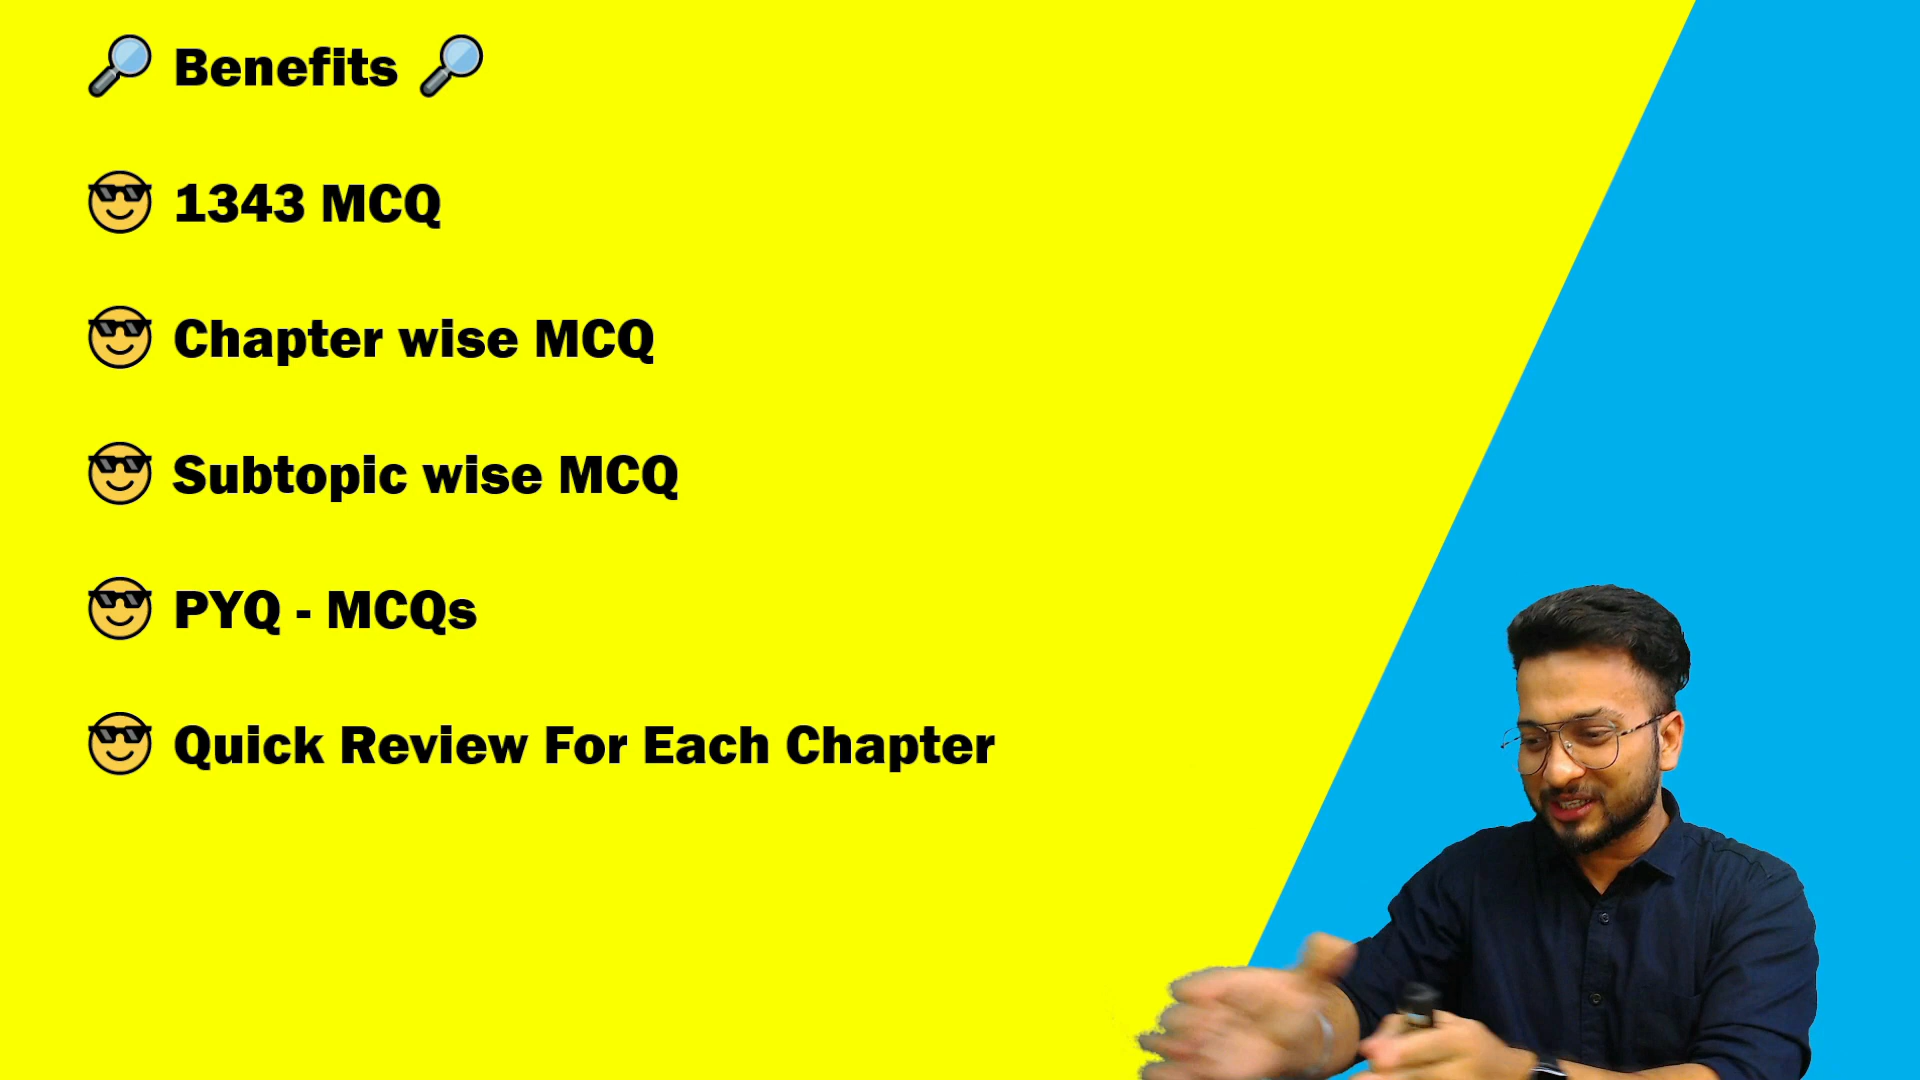 🔎 Benefits 🔎
😎 1343 MCQ
😎 Chapter wise MCQ
😎 Subtopic wise MCQ
😎 PYQ - MCQs
😎 Quick Review For Each Chapter